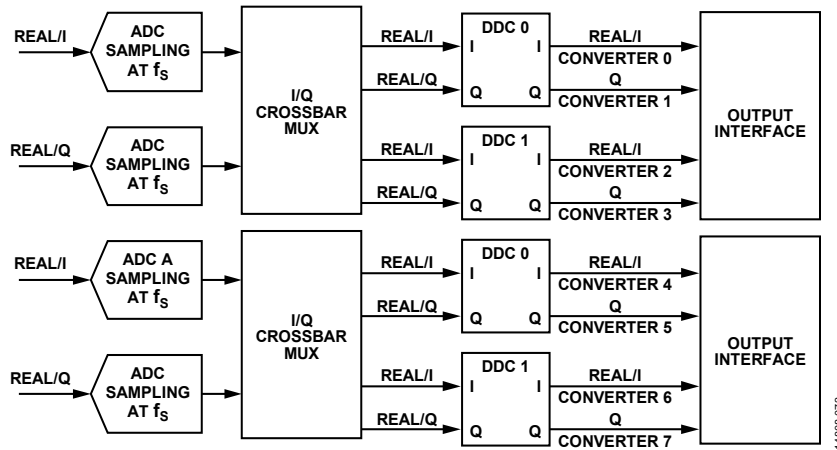 REAL/I
ADC
SAMPLING
AT fS
REAL/Q
ADC
SAMPLING
AT fS
I/Q
CROSSBAR
MUX
REAL/I
REAL/Q
REAL/I
REAL/Q
DDC 0
I
I
Q
Q
DDC 1
I
I
Q
Q
REAL/I
CONVERTER 0
Q
CONVERTER 1
REAL/I
CONVERTER 2
Q
CONVERTER 3
OUTPUT
INTERFACE
REAL/I
ADC A
SAMPLING
AT fS
REAL/Q
ADC
SAMPLING
AT fS
I/Q
CROSSBAR
MUX
REAL/I
REAL/Q
REAL/I
REAL/Q
DDC 0
I
I
Q
Q
DDC 1
I
I
Q
Q
REAL/I
CONVERTER 4
Q
CONVERTER 5
REAL/I
CONVERTER 6
Q
CONVERTER 7
OUTPUT
INTERFACE